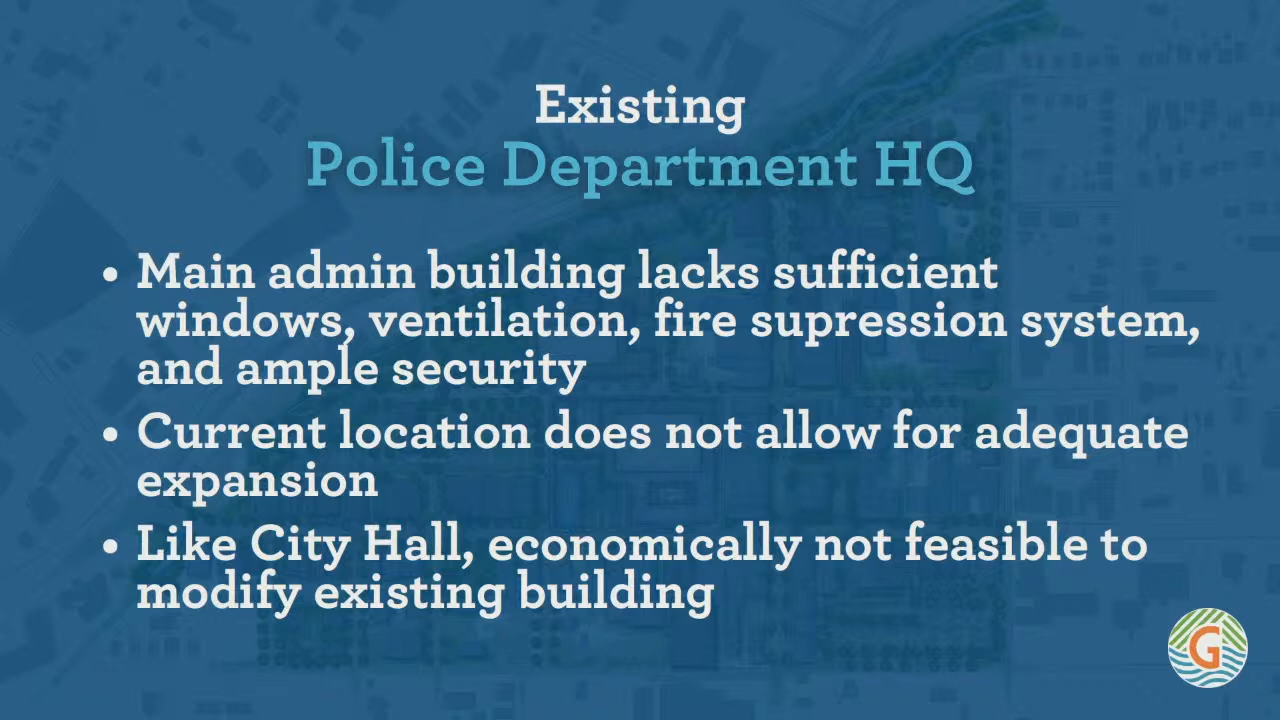 Existing
Police Department HQ
• Main admin building lacks sufficient
windows, ventilation, fire supression system,
and ample security
• Current location does not allow for adequate
expansion
• Like City Hall, economically not feasible to
modify existing building
G